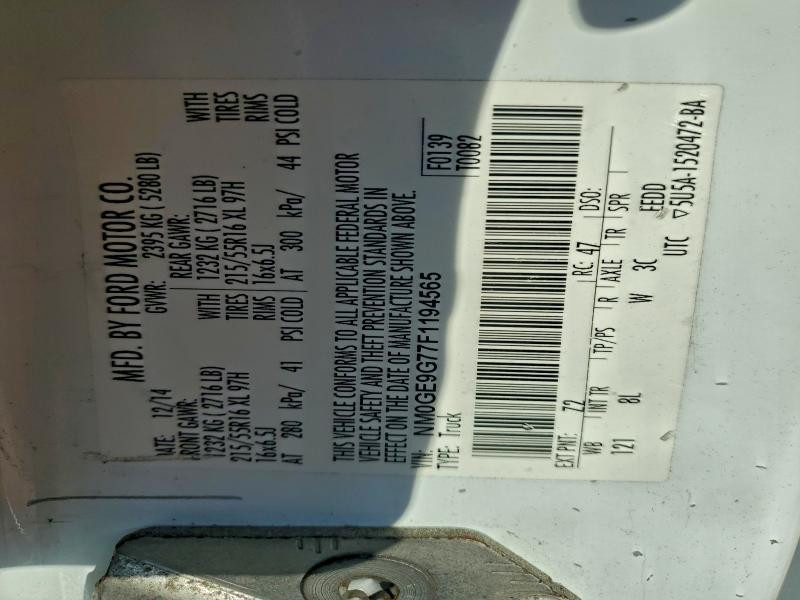 MFD. BY FORD MOTOR CO.
DATE: 12/14 GVWR: 2395 KG ( 5280 LB)
FRONT GAWR: REAR GAWR:
1232 KG ( 2716 LB) WITH 1232 KG ( 2716 LB) WITH
215/55R16 XL 97H TIRES 215/55R16 XL 97H TIRES
16x6.5J RIMS 16x6.5J RIMS
AT 280 kPa/ 41 PSI COLD AT 300 kPa/ 44 PSI COLD
THIS VEHICLE CONFORMS TO ALL APPLICABLE FEDERAL MOTOR
VEHICLE SAFETY AND THEFT PREVENTION STANDARDS IN
EFFECT ON THE DATE OF MANUFACTURE SHOWN ABOVE.
VIN: NM0GE9G77F1194565 F0139
TYPE: Truck T0082
EXT PNT: Z2 RC: 47 DSO:
WB INT TR TP/PS R AXLE TR SPR
121 8L W 3C EEDD
UTC ▽5U5A-1520472-BA